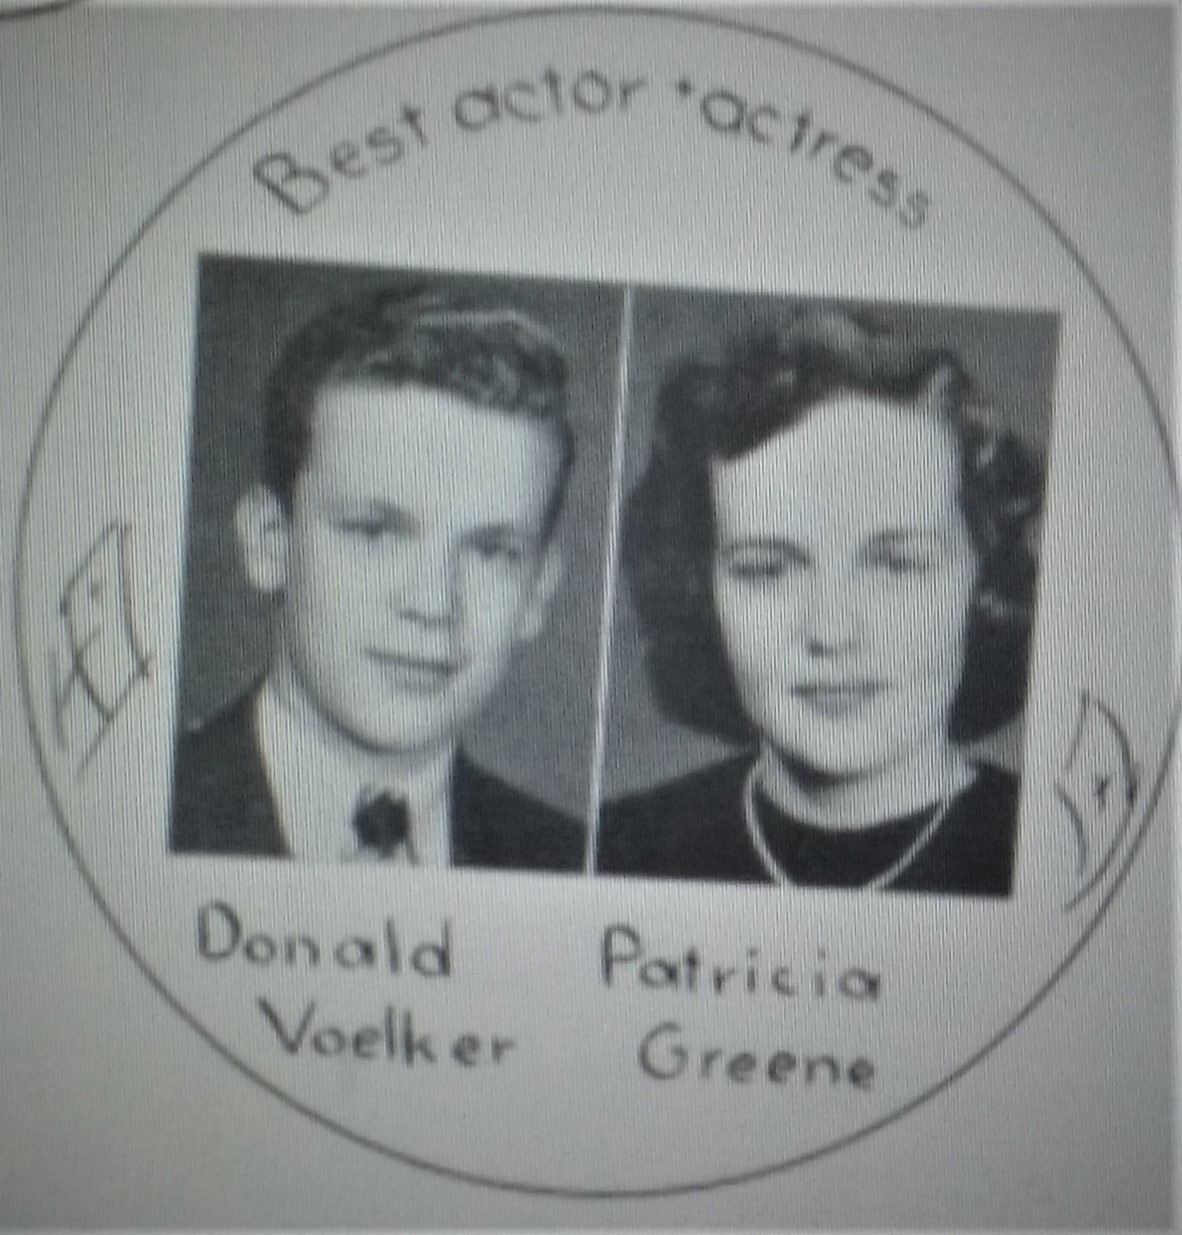 Best actor + actress
Donald Patricia
Voelker Greene